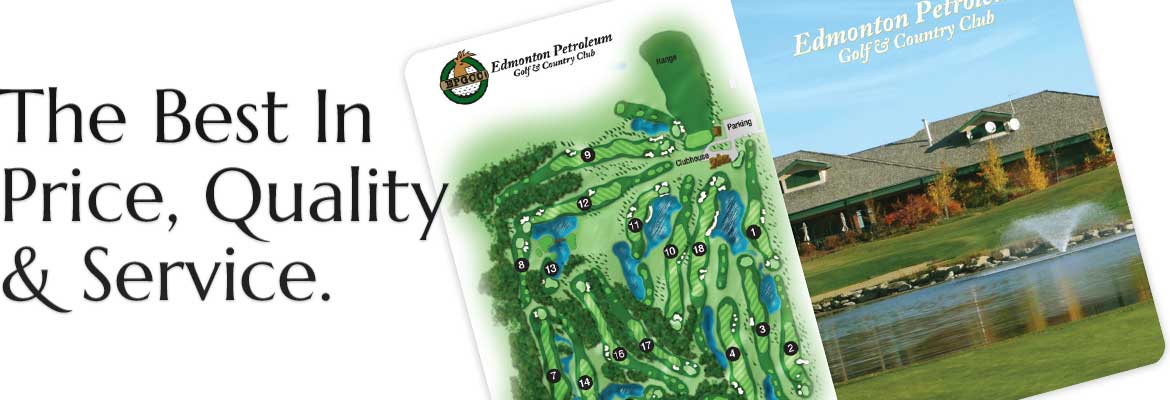 The Best In
Price, Quality
& Service.
EPGCC
Edmonton Petroleum
Golf & Country Club
Range
Parking
Clubhouse
9
12
11
10
18
1
8
13
3
2
4
16
17
7
14
Edmonton Petroleum
Golf & Country Club